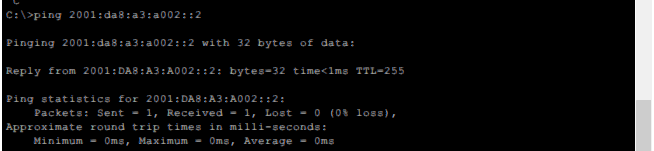 C:\>ping 2001:da8:a3:a002::2
Pinging 2001:da8:a3:a002::2 with 32 bytes of data:
Reply from 2001:DA8:A3:A002::2: bytes=32 time<1ms TTL=255
Ping statistics for 2001:DA8:A3:A002::2:
Packets: Sent = 1, Received = 1, Lost = 0 (0% loss),
Approximate round trip times in milli-seconds:
Minimum = 0ms, Maximum = 0ms, Average = 0ms